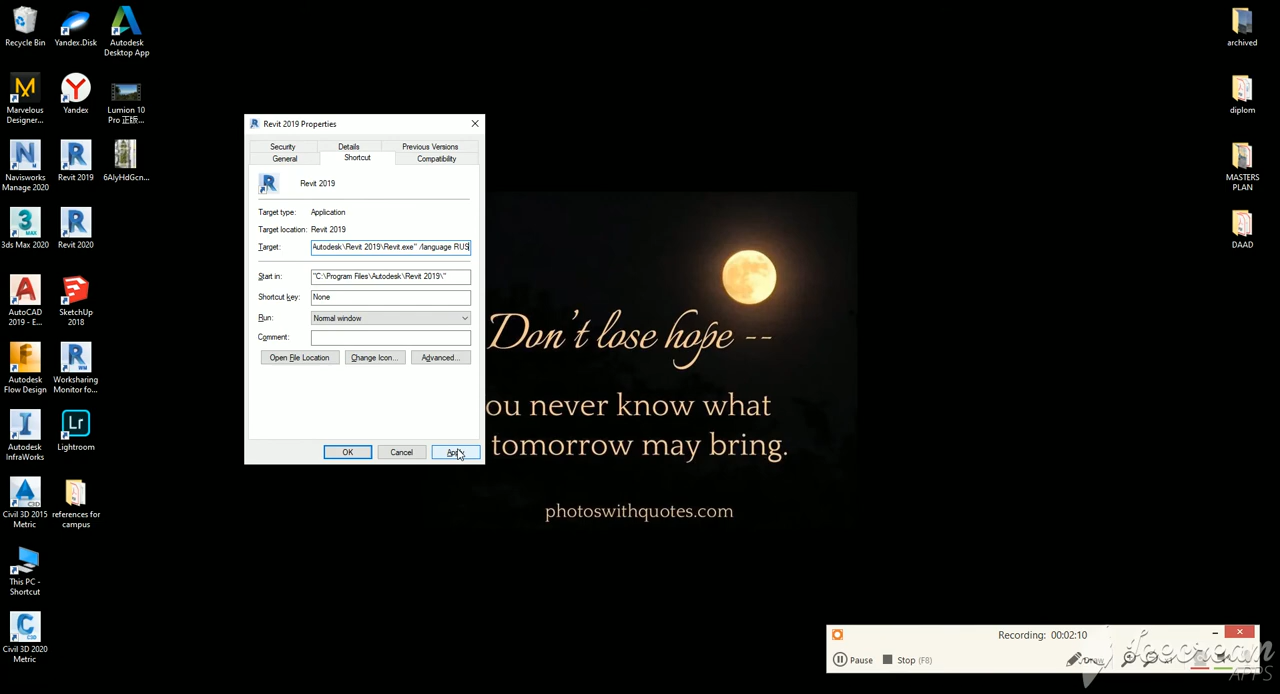 Recycle Bin
Yandex.Disk
Autodesk
Desktop App
Marvelous
Designer...
Yandex
Lumion 10
Navisworks
Manage 2020
Revit 2019
6AlyHdGcn...
3ds Max 2020
Revit 2020
AutoCAD
2019 - E...
SketchUp
2018
Autodesk
Flow Design
Worksharing
Monitor fo...
Autodesk
InfraWorks
Lightroom
Civil 3D 2015
Metric
references for
campus
This PC -
Shortcut
Civil 3D 2020
Metric
Revit 2019 Properties
Security Details Previous Versions
General Shortcut Compatibility
Revit 2019
Target type: Application
Target location: Revit 2019
Target: Autodesk\Revit 2019\Revit.exe" /language RUS
Start in: "C:\Program Files\Autodesk\Revit 2019\"
Shortcut key: None
Run: Normal window
Comment:
Open File Location Change Icon... Advanced...
OK Cancel Apply
Don't lose hope --
ou never know what
tomorrow may bring.
photoswithquotes.com
archived
diplom
MASTERS
PLAN
DAAD
Recording: 00:02:10
Pause Stop (F8) Draw
Icecream
APPS